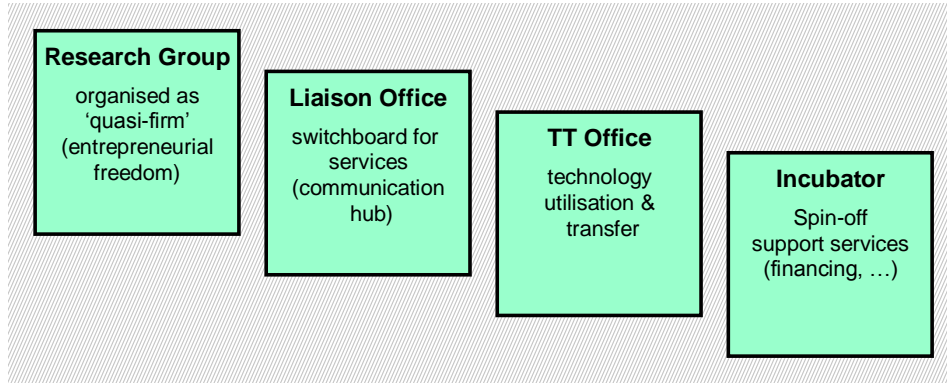 Research Group
organised as
‘quasi-firm’
(entrepreneurial
freedom)
Liaison Office
switchboard for
services
(communication
hub)
TT Office
technology
utilisation &
transfer
Incubator
Spin-off
support services
(financing, …)